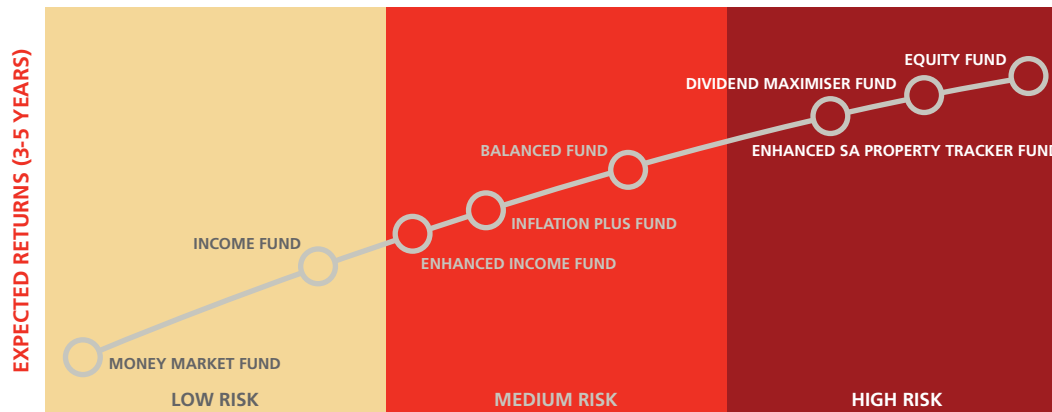 EXPECTED RETURNS (3-5 YEARS)
EQUITY FUND
DIVIDEND MAXIMISER FUND
ENHANCED SA PROPERTY TRACKER FUND
BALANCED FUND
INFLATION PLUS FUND
INCOME FUND
ENHANCED INCOME FUND
MONEY MARKET FUND
LOW RISK
MEDIUM RISK
HIGH RISK